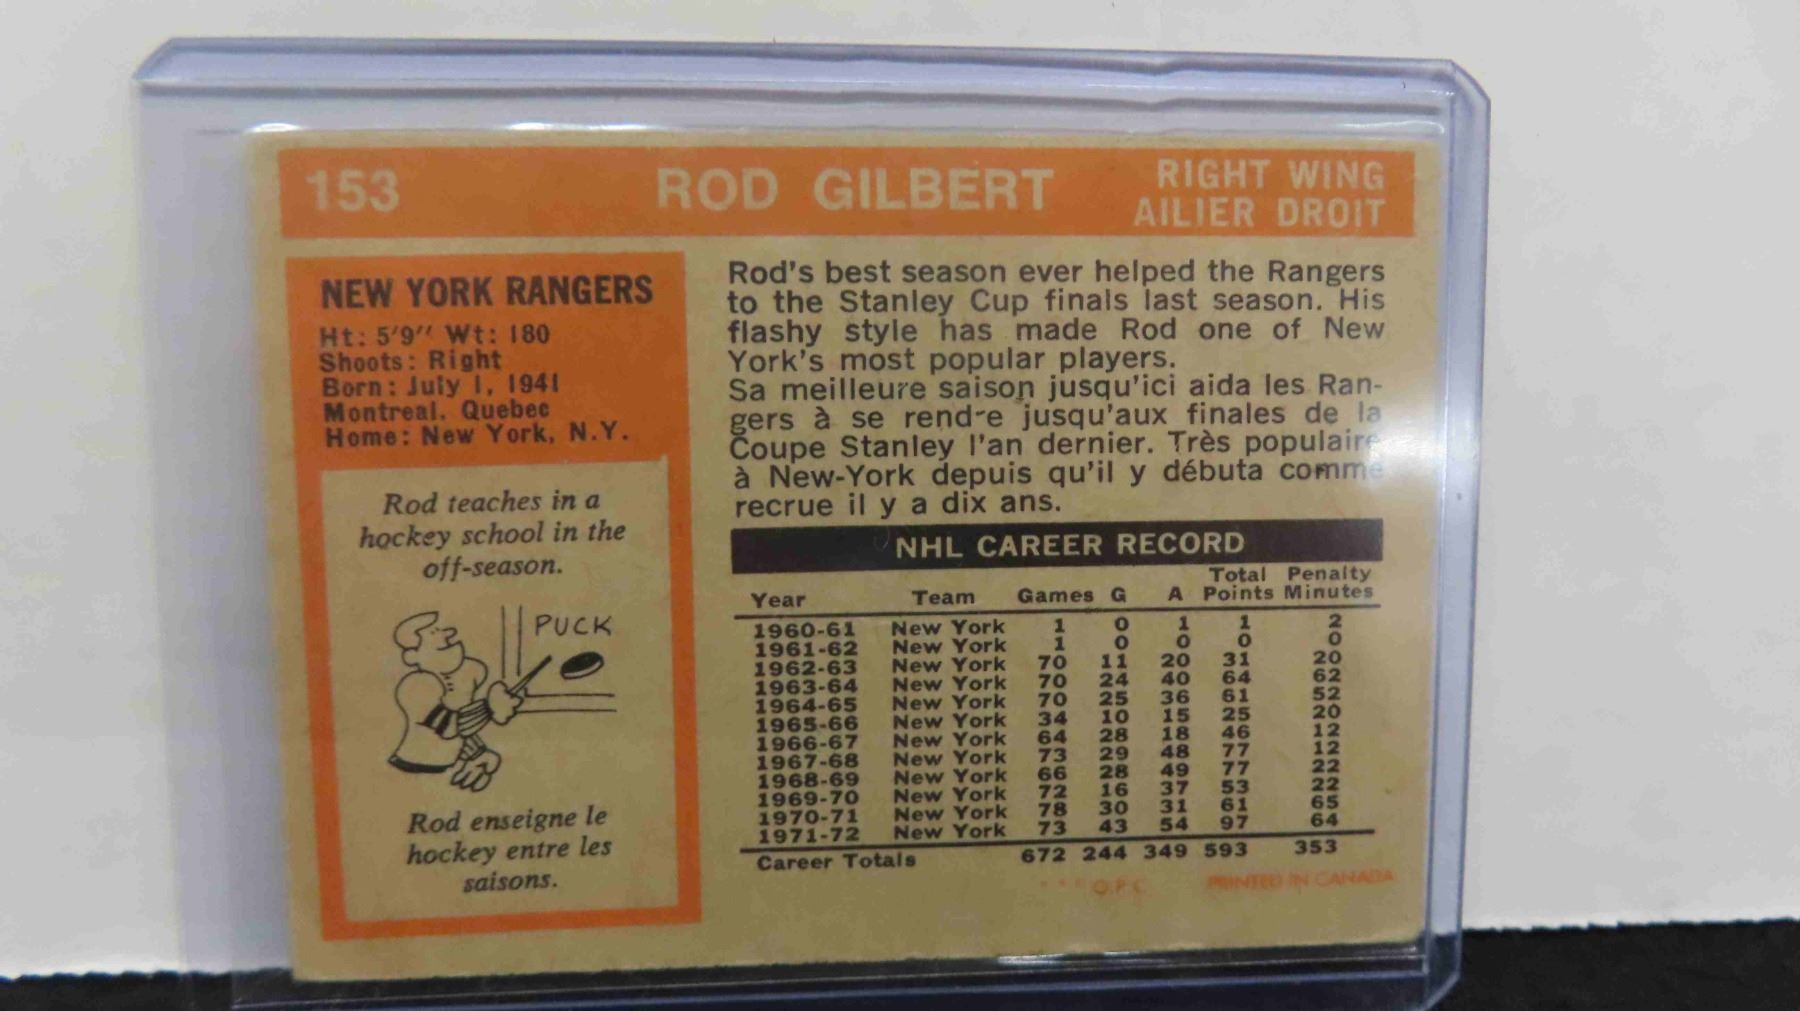 153
ROD GILBERT
RIGHT WING
AILIER DROIT
NEW YORK RANGERS
Ht: 5'9" Wt: 180
Shoots: Right
Born: July 1, 1941
Montreal, Quebec
Home: New York, N.Y.
Rod teaches in a
hockey school in the
off-season.
PUCK
Rod enseigne le
hockey entre les
saisons.
Rod's best season ever helped the Rangers
to the Stanley Cup finals last season. His
flashy style has made Rod one of New
York's most popular players.
Sa meilleure saison jusqu'ici aida les Ran-
gers à se rend-e jusqu'aux finales de la
Coupe Stanley l'an dernier. Très populaire
à New-York depuis qu'il y débuta comme
recrue il y a dix ans.
NHL CAREER RECORD
Year Team Games G A Total Points Penalty Minutes
1960-61 New York 1 0 1 1 2
1961-62 New York 1 0 0 0 0
1962-63 New York 70 11 20 31 20
1963-64 New York 70 24 40 64 62
1964-65 New York 70 25 36 61 52
1965-66 New York 34 10 15 25 20
1966-67 New York 64 28 18 46 12
1967-68 New York 73 29 48 77 12
1968-69 New York 66 28 49 77 22
1969-70 New York 72 16 37 53 22
1970-71 New York 78 30 31 61 65
1971-72 New York 73 43 54 97 64
Career Totals 672 244 349 593 353
* * * O.P.C. PRINTED IN CANADA